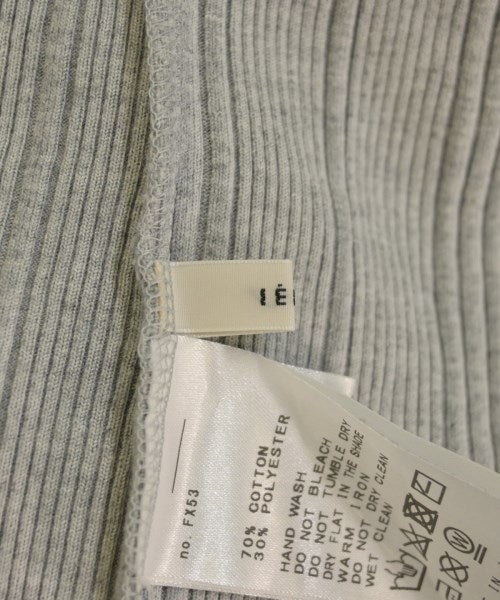 no. FX53
70% COTTON
30% POLYESTER
HAND WASH
DO NOT BLEACH
DO NOT TUMBLE DRY
DRY FLAT IN THE SHADE
WARM IRON
DO NOT DRY CLEAN
WET CLEAN